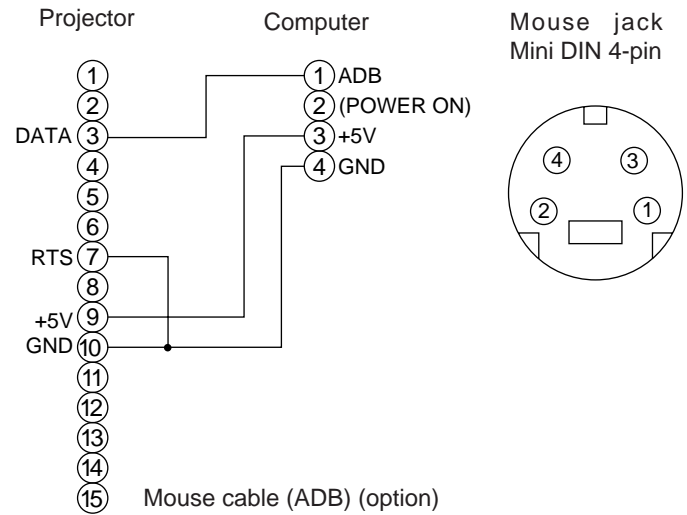 Projector
1
2
DATA 3
4
5
6
RTS 7
8
+5V 9
GND 10
11
12
13
14
15
Computer
1 ADB
2 (POWER ON)
3 +5V
4 GND
Mouse jack
Mini DIN 4-pin
4 3
2 1
Mouse cable (ADB) (option)